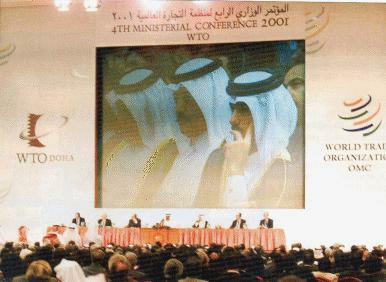 المؤتمر الوزاري الرابع لمنظمة التجارة العالمية ٢٠٠١
4TH MINISTERIAL CONFERENCE 2001
WTO
WTO DOHA
WORLD TRADE
ORGANIZATION
OMC